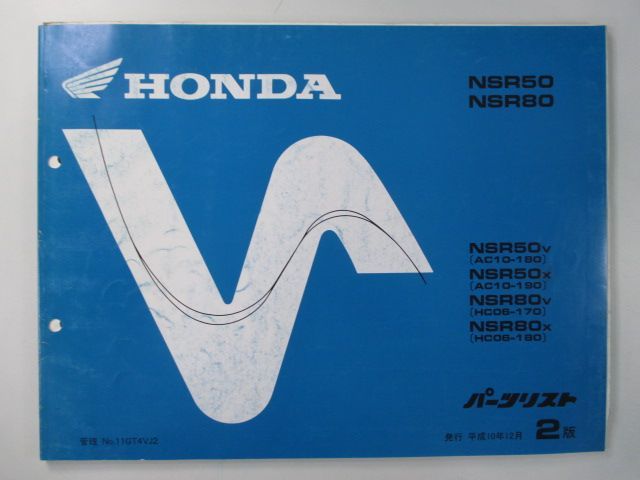 HONDA
NSR50
NSR80
NSR50V
(AC10-180)
NSR50X
(AC10-190)
NSR80V
(HC06-170)
NSR80X
(HC06-180)
パーツリスト
管理 No.11GT4VJ2
発行 平成10年12月 2版